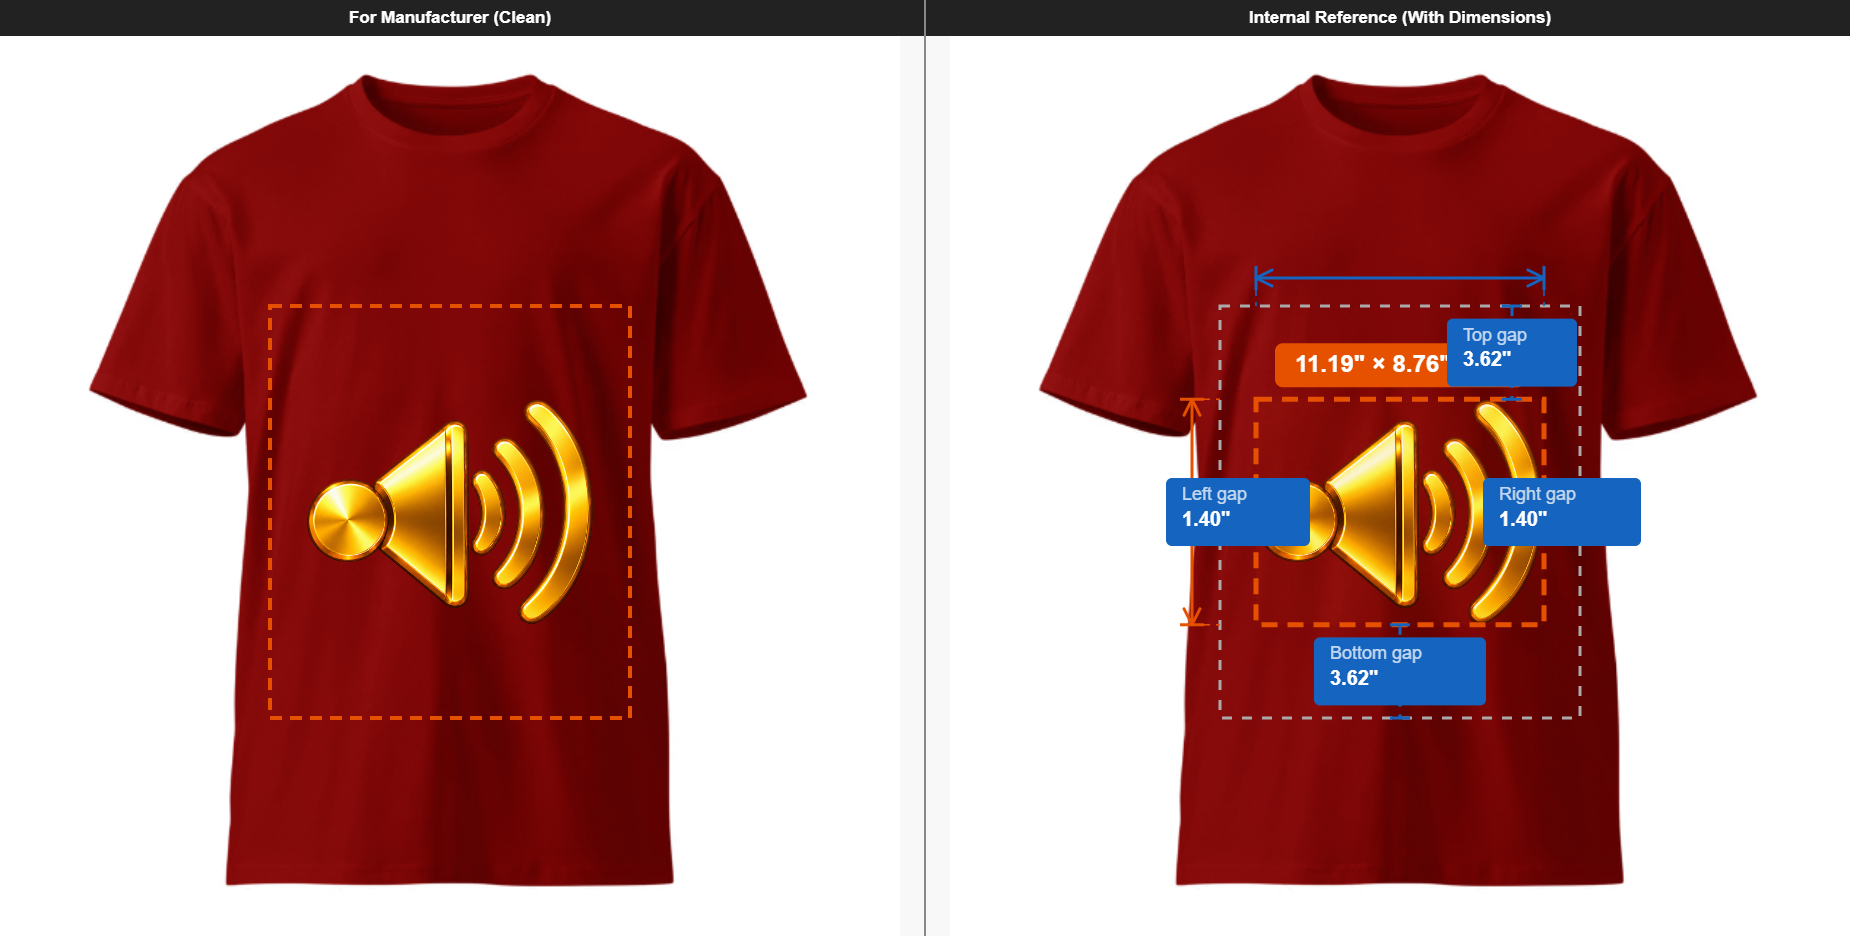 For Manufacturer (Clean)
Internal Reference (With Dimensions)
Top gap
3.62"
11.19" × 8.76"
Left gap
1.40"
Right gap
1.40"
Bottom gap
3.62"